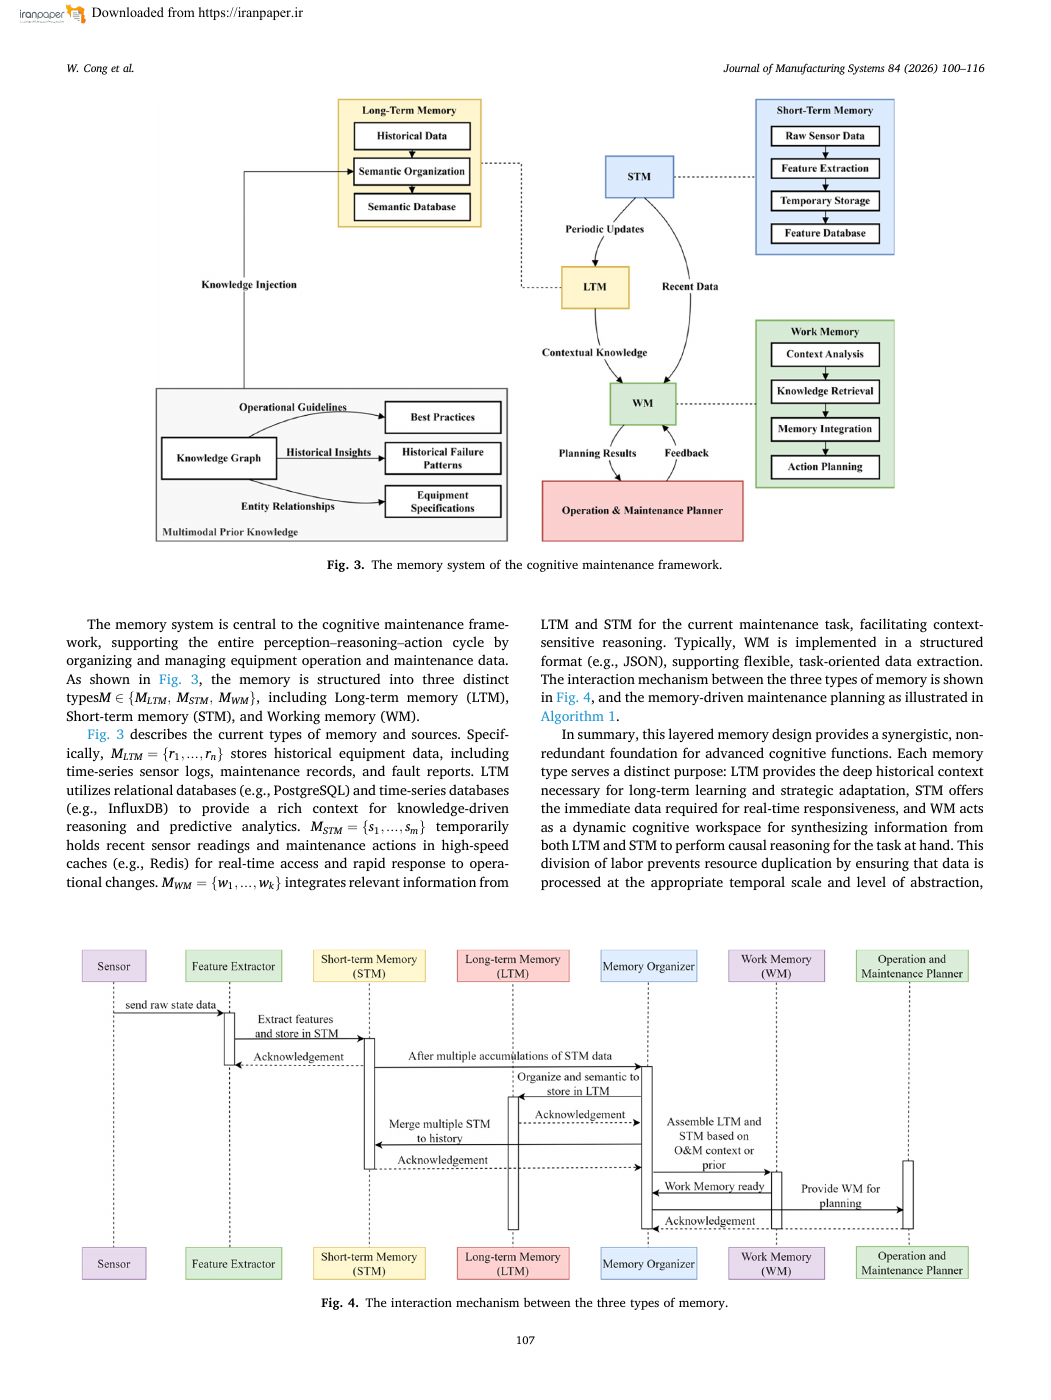 iranpaper Downloaded from https://iranpaper.ir
W. Cong et al.
Journal of Manufacturing Systems 84 (2026) 100–116
Long-Term Memory
Historical Data
Semantic Organization
Semantic Database
Knowledge Injection
Operational Guidelines
Best Practices
Knowledge Graph
Historical Insights
Historical Failure
Patterns
Entity Relationships
Equipment
Specifications
Multimodal Prior Knowledge
STM
Periodic Updates
LTM
Recent Data
Contextual Knowledge
WM
Planning Results
Feedback
Operation & Maintenance Planner
Short-Term Memory
Raw Sensor Data
Feature Extraction
Temporary Storage
Feature Database
Work Memory
Context Analysis
Knowledge Retrieval
Memory Integration
Action Planning
Fig. 3. The memory system of the cognitive maintenance framework.
The memory system is central to the cognitive maintenance frame-
work, supporting the entire perception–reasoning–action cycle by
organizing and managing equipment operation and maintenance data.
As shown in Fig. 3, the memory is structured into three distinct
typesM ∈ {M_LTM, M_STM, M_WM}, including Long-term memory (LTM),
Short-term memory (STM), and Working memory (WM).
Fig. 3 describes the current types of memory and sources. Specif-
ically, M_LTM = {r₁,…,rₙ} stores historical equipment data, including
time-series sensor logs, maintenance records, and fault reports. LTM
utilizes relational databases (e.g., PostgreSQL) and time-series databases
(e.g., InfluxDB) to provide a rich context for knowledge-driven
reasoning and predictive analytics. M_STM = {s₁,…,sₘ} temporarily
holds recent sensor readings and maintenance actions in high-speed
caches (e.g., Redis) for real-time access and rapid response to opera-
tional changes. M_WM = {w₁,…,wₖ} integrates relevant information from
LTM and STM for the current maintenance task, facilitating context-
sensitive reasoning. Typically, WM is implemented in a structured
format (e.g., JSON), supporting flexible, task-oriented data extraction.
The interaction mechanism between the three types of memory is shown
in Fig. 4, and the memory-driven maintenance planning as illustrated in
Algorithm 1.
In summary, this layered memory design provides a synergistic, non-
redundant foundation for advanced cognitive functions. Each memory
type serves a distinct purpose: LTM provides the deep historical context
necessary for long-term learning and strategic adaptation, STM offers
the immediate data required for real-time responsiveness, and WM acts
as a dynamic cognitive workspace for synthesizing information from
both LTM and STM to perform causal reasoning for the task at hand. This
division of labor prevents resource duplication by ensuring that data is
processed at the appropriate temporal scale and level of abstraction,
Sensor
Feature Extractor
Short-term Memory
(STM)
Long-term Memory
(LTM)
Memory Organizer
Work Memory
(WM)
Operation and
Maintenance Planner
send raw state data
Extract features
and store in STM
Acknowledgement
After multiple accumulations of STM data
Organize and semantic to
store in LTM
Acknowledgement
Merge multiple STM
to history
Acknowledgement
Assemble LTM and
STM based on
O&M context or
prior
Work Memory ready
Provide WM for
planning
Acknowledgement
Sensor
Feature Extractor
Short-term Memory
(STM)
Long-term Memory
(LTM)
Memory Organizer
Work Memory
(WM)
Operation and
Maintenance Planner
Fig. 4. The interaction mechanism between the three types of memory.
107